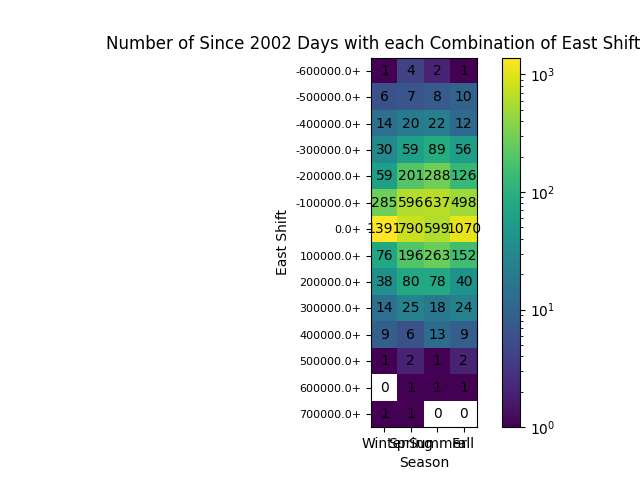 Number of Since 2002 Days with each Combination of East Shift
East Shift
-600000.0+ 1 4 2 1
-500000.0+ 6 7 8 10
-400000.0+ 14 20 22 12
-300000.0+ 30 59 89 56
-200000.0+ 59 201 288 126
-100000.0+ 285 596 637 498
0.0+ 1391 790 599 1070
100000.0+ 76 196 263 152
200000.0+ 38 80 78 40
300000.0+ 14 25 18 24
400000.0+ 9 6 13 9
500000.0+ 1 2 1 2
600000.0+ 0 1 1 1
700000.0+ 1 1 0 0
Winter Spring Summer Fall
Season
10³
10²
10¹
10⁰